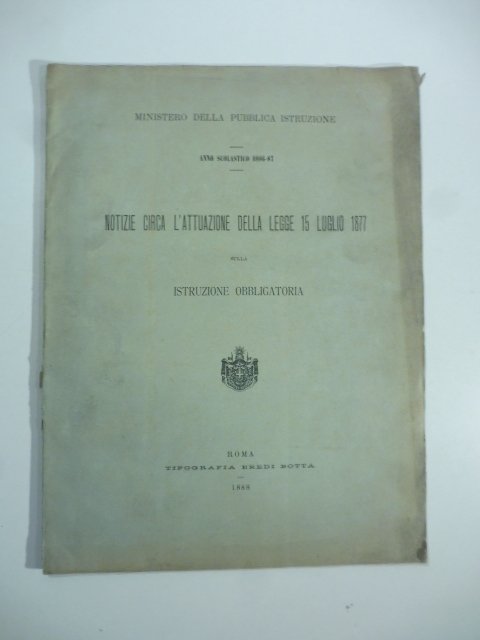 MINISTERO DELLA PUBBLICA ISTRUZIONE
ANNO SCOLASTICO 1886-87
NOTIZIE CIRCA L'ATTUAZIONE DELLA LEGGE 15 LUGLIO 1877
SULLA
ISTRUZIONE OBBLIGATORIA
ROMA
TIPOGRAFIA EREDI BOTTA
1888